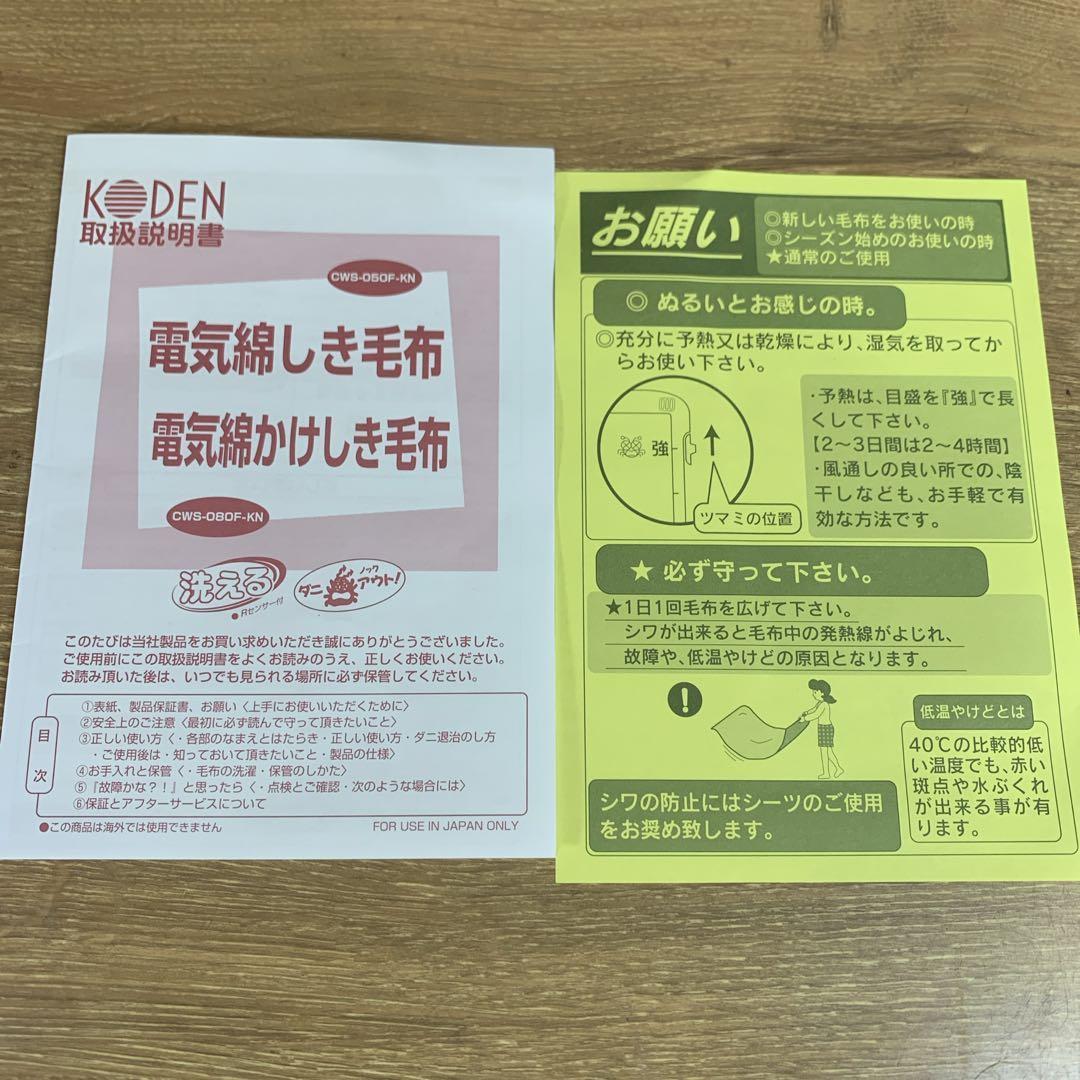 KODEN
取扱説明書
CWS-050F-KN
電気綿しき毛布
電気綿かけしき毛布
CWS-080F-KN
洗える
●Rセンサー付
ダニ
ノック
アウト!
このたびは当社製品をお買い求めいただき誠にありがとうございました。
ご使用前にこの取扱説明書をよくお読みのうえ、正しくお使いください。
お読み頂いた後は、いつでも見られる場所に必ず保管してください。
目次
①表紙、製品保証書、お願い〈上手にお使いいただくために〉
②安全上のご注意〈最初に必ず読んで守って頂きたいこと〉
③正しい使い方〈・各部のなまえとはたらき・正しい使い方・ダニ退治のし方
・ご使用後は・知っておいて頂きたいこと・製品の仕様〉
④お手入れと保管〈・毛布の洗濯・保管のしかた〉
⑤『故障かな?!』と思ったら〈・点検とご確認・次のような場合には〉
⑥保証とアフターサービスについて
●この商品は海外では使用できません
FOR USE IN JAPAN ONLY
お願い
◎新しい毛布をお使いの時
◎シーズン始めのお使いの時
★通常のご使用
◎ ぬるいとお感じの時。
◎充分に予熱又は乾燥により、湿気を取ってか
らお使い下さい。
強
ツマミの位置
・予熱は、目盛を『強』で長
くして下さい。
【2〜3日間は2〜4時間】
・風通しの良い所での、陰
干しなども、お手軽で有
効な方法です。
★ 必ず守って下さい。
★1日1回毛布を広げて下さい。
シワが出来ると毛布中の発熱線がよじれ、
故障や、低温やけどの原因となります。
!
シワの防止にはシーツのご使用
をお奨め致します。
低温やけどとは
40℃の比較的低
い温度でも、赤い
斑点や水ぶくれ
が出来る事が有
ります。